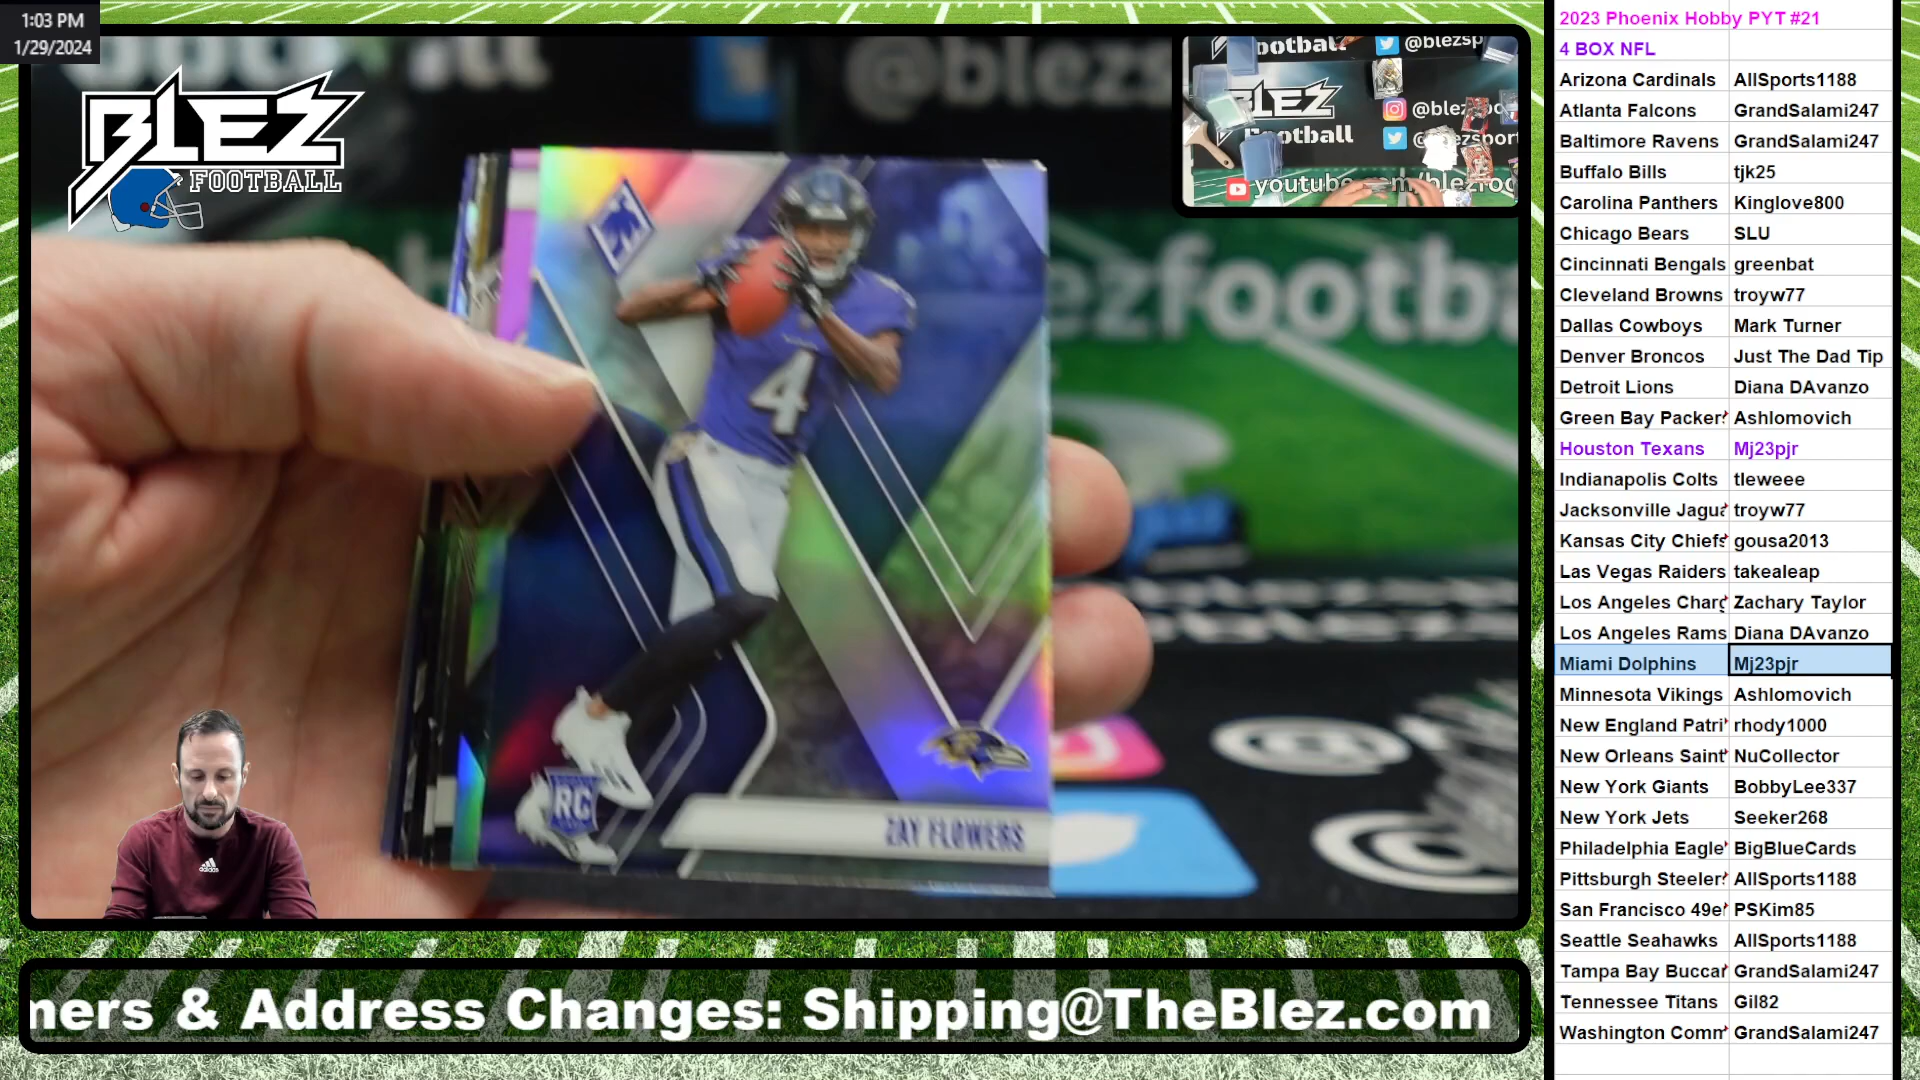 1:03 PM
1/29/2024
BLEZ
FOOTBALL
@blezs
ezfootba
4
RC
ZAY FLOWERS
ootball
@blezsp
BLEZ
Football
@blez
@blezsport
youtube
2023 Phoenix Hobby PYT #21
4 BOX NFL
Arizona Cardinals AllSports1188
Atlanta Falcons GrandSalami247
Baltimore Ravens GrandSalami247
Buffalo Bills tjk25
Carolina Panthers Kinglove800
Chicago Bears SLU
Cincinnati Bengals greenbat
Cleveland Browns troyw77
Dallas Cowboys Mark Turner
Denver Broncos Just The Dad Tip
Detroit Lions Diana DAvanzo
Green Bay Packer Ashlomovich
Houston Texans Mj23pjr
Indianapolis Colts tleweee
Jacksonville Jagua troyw77
Kansas City Chiefs gousa2013
Las Vegas Raiders takealeap
Los Angeles Charg Zachary Taylor
Los Angeles Rams Diana DAvanzo
Miami Dolphins Mj23pjr
Minnesota Vikings Ashlomovich
New England Patri rhody1000
New Orleans Saint NuCollector
New York Giants BobbyLee337
New York Jets Seeker268
Philadelphia Eagle BigBlueCards
Pittsburgh Steeler AllSports1188
San Francisco 49e PSKim85
Seattle Seahawks AllSports1188
Tampa Bay Buccar GrandSalami247
Tennessee Titans Gil82
Washington Comm GrandSalami247
ners & Address Changes: Shipping@TheBlez.com